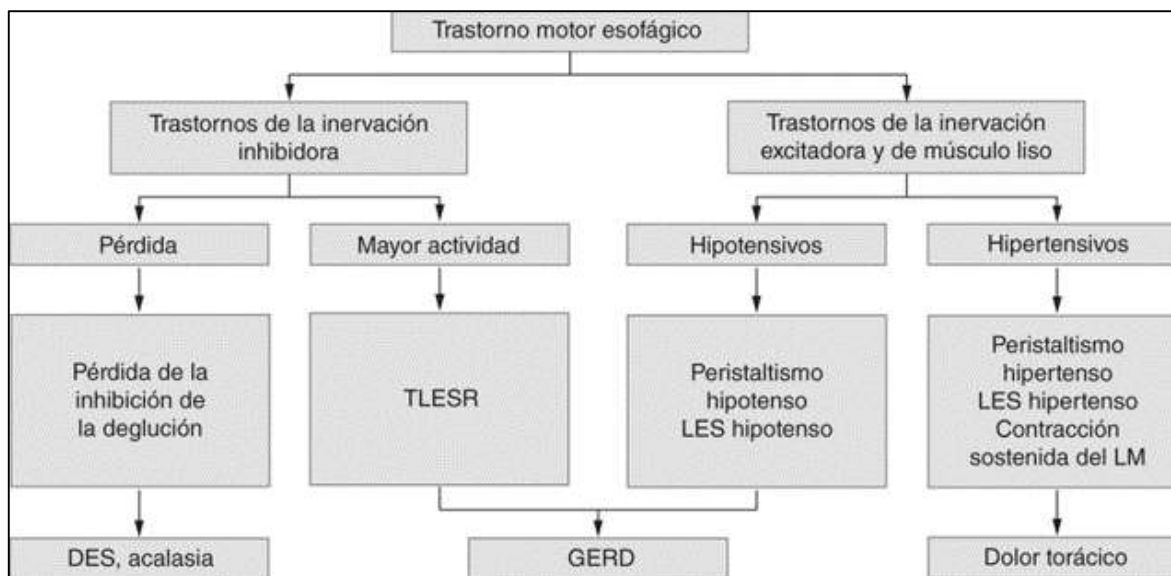 Trastorno motor esofágico
Trastornos de la inervación
inhibidora
Trastornos de la inervación
excitadora y de músculo liso
Pérdida
Mayor actividad
Hipotensivos
Hipertensivos
Pérdida de la
inhibición de
la deglución
TLESR
Peristaltismo
hipotenso
LES hipotenso
Peristaltismo
hipertenso
LES hipertenso
Contracción
sostenida del LM
DES, acalasia
GERD
Dolor torácico